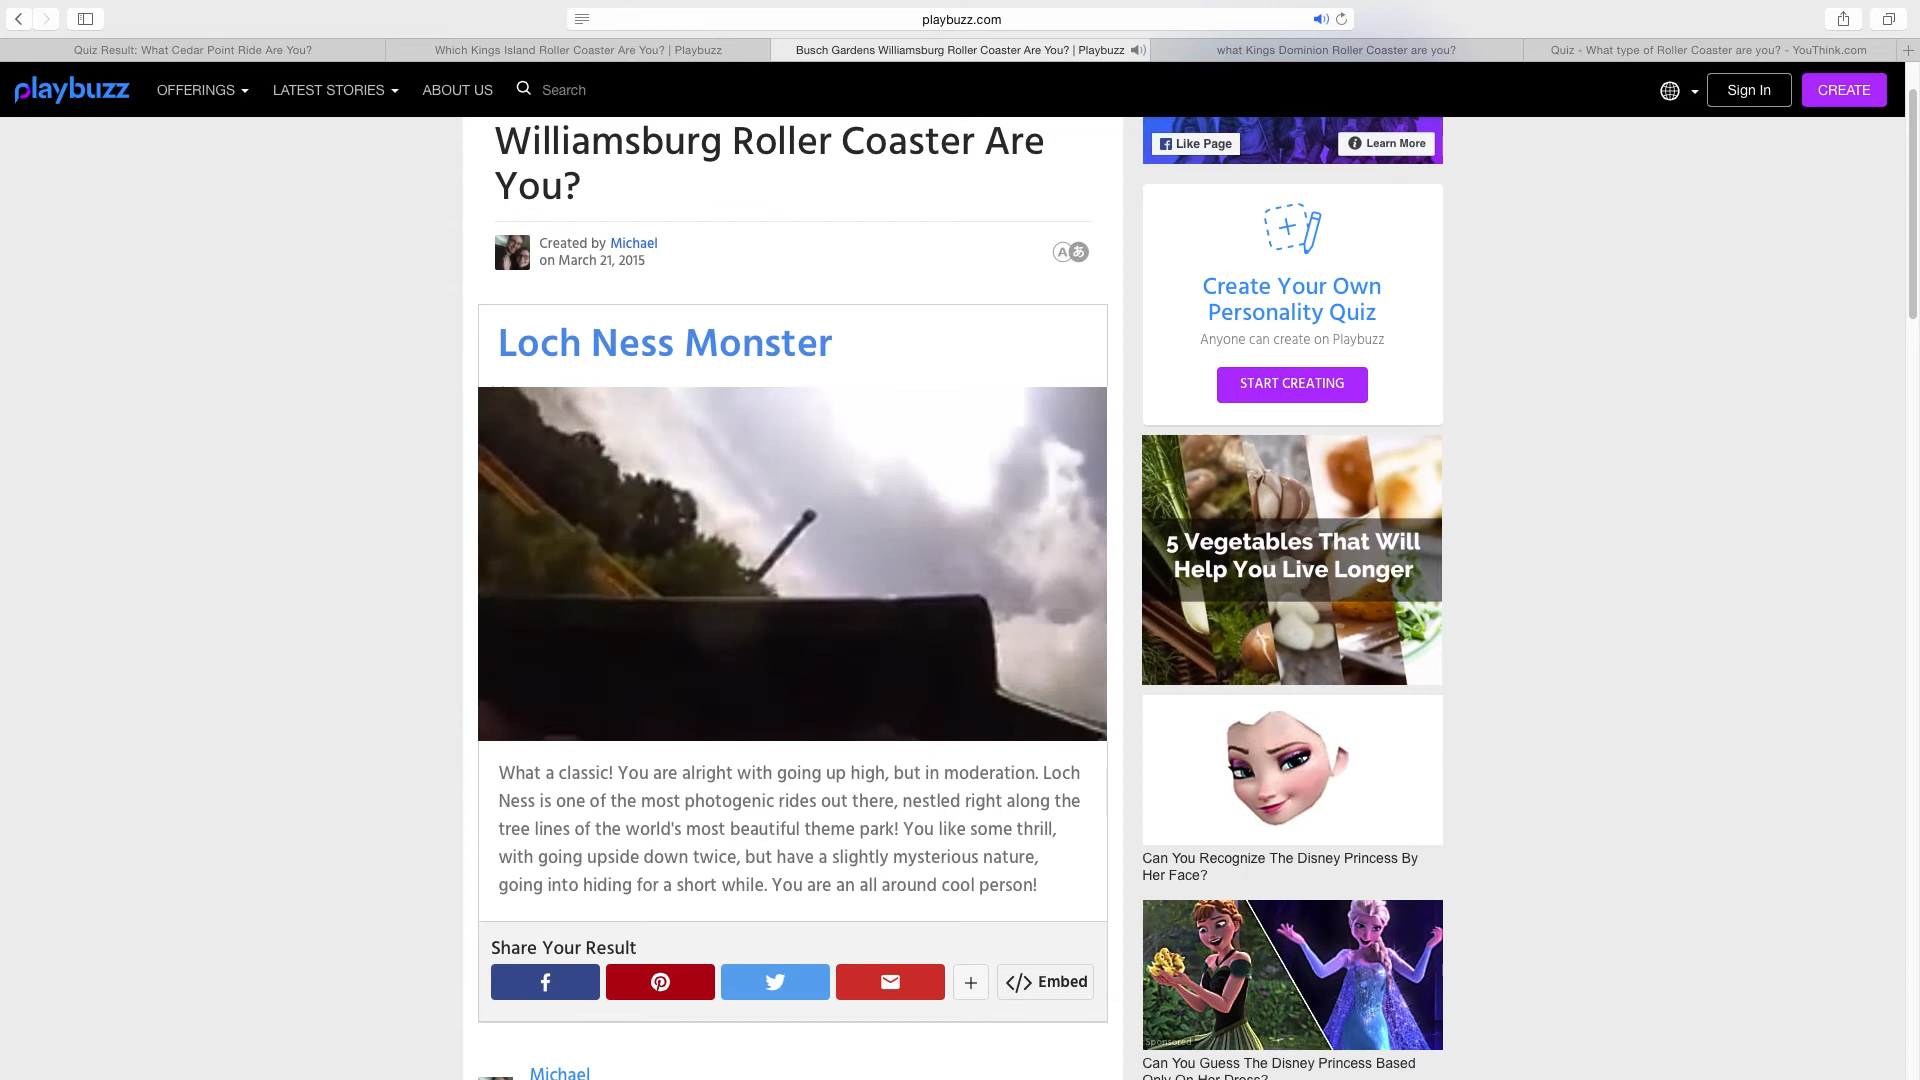 playbuzz.com
Quiz Result: What Cedar Point Ride Are You?
Which Kings Island Roller Coaster Are You? | Playbuzz
Busch Gardens Williamsburg Roller Coaster Are You? | Playbuzz
what Kings Dominion Roller Coaster are you?
Quiz - What type of Roller Coaster are you? - YouThink.com
playbuzz
OFFERINGS
LATEST STORIES
ABOUT US
Search
Sign In
CREATE
Williamsburg Roller Coaster Are
You?
Created by Michael
on March 21, 2015
A あ
Loch Ness Monster
What a classic! You are alright with going up high, but in moderation. Loch
Ness is one of the most photogenic rides out there, nestled right along the
tree lines of the world's most beautiful theme park! You like some thrill,
with going upside down twice, but have a slightly mysterious nature,
going into hiding for a short while. You are an all around cool person!
Share Your Result
+
</> Embed
Michael
Like Page
Learn More
Create Your Own
Personality Quiz
Anyone can create on Playbuzz
START CREATING
5 Vegetables That Will
Help You Live Longer
Can You Recognize The Disney Princess By
Her Face?
Sponsored
Can You Guess The Disney Princess Based
Only On Her Dress?